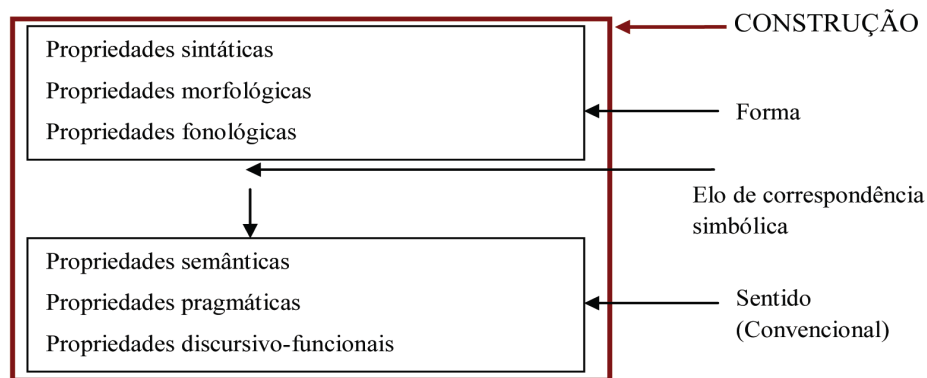 CONSTRUÇÃO
Propriedades sintáticas
Propriedades morfológicas
Propriedades fonológicas
Forma
Elo de correspondência
simbólica
Propriedades semânticas
Propriedades pragmáticas
Propriedades discursivo-funcionais
Sentido
(Convencional)